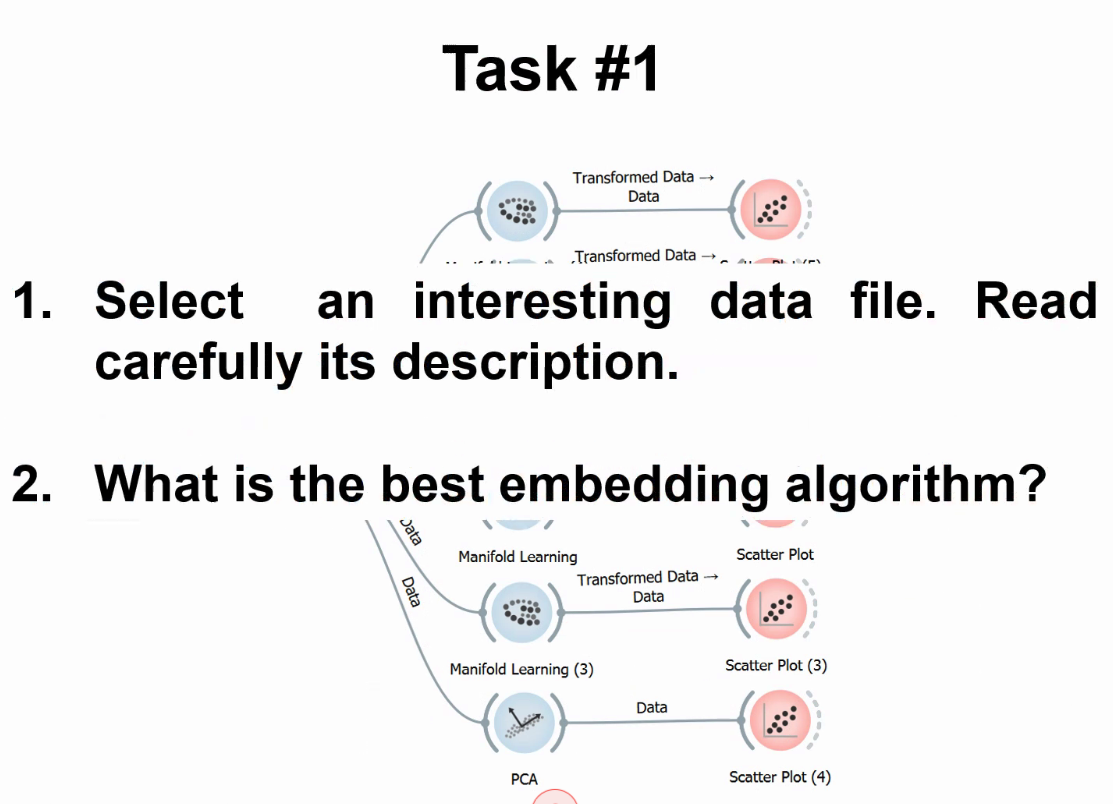 Task #1
Transformed Data →
Data
Transformed Data →
1. Select an interesting data file. Read
carefully its description.
2. What is the best embedding algorithm?
Data
Manifold Learning
Scatter Plot
Transformed Data →
Data
Data
Manifold Learning (3)
Scatter Plot (3)
Data
PCA
Scatter Plot (4)